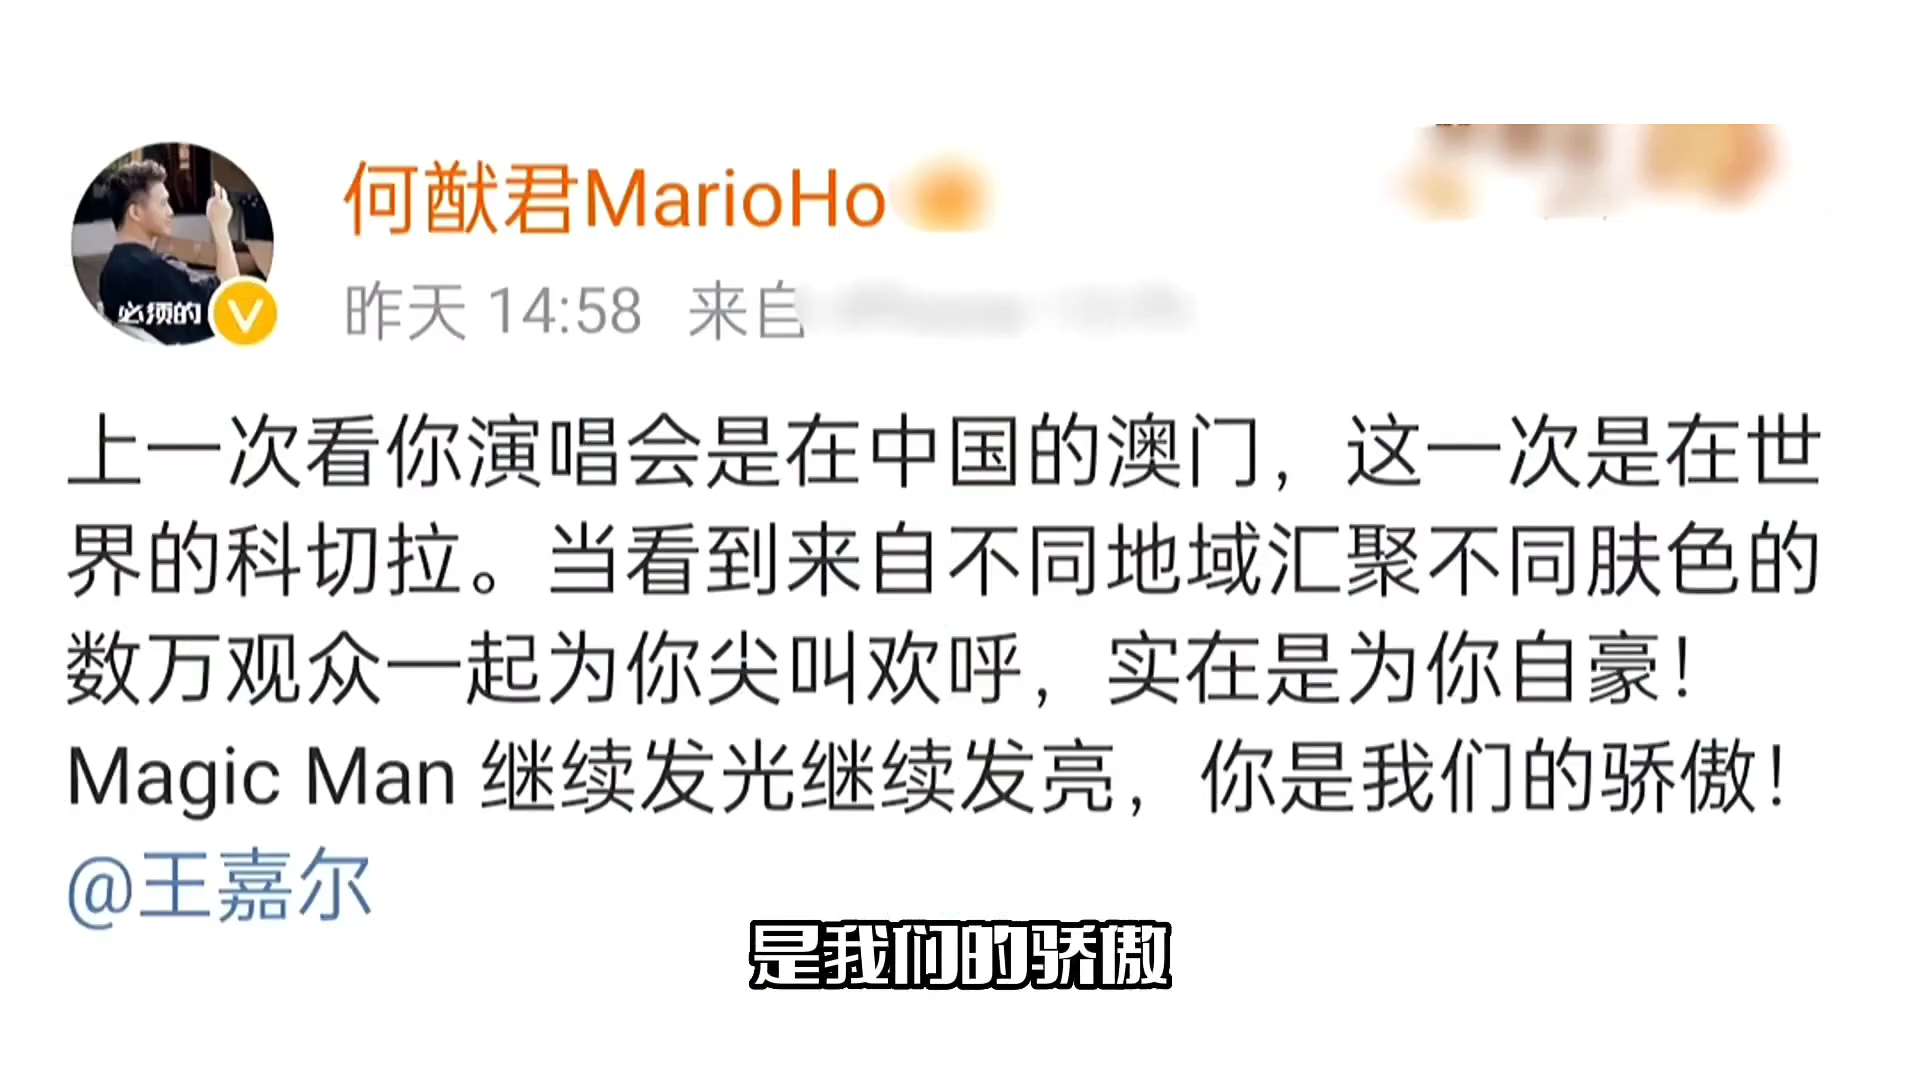 何猷君MarioHo
昨天 14:58 来自
必须的
上一次看你演唱会是在中国的澳门，这一次是在世
界的科切拉。当看到来自不同地域汇聚不同肤色的
数万观众一起为你尖叫欢呼，实在是为你自豪！
Magic Man 继续发光继续发亮，你是我们的骄傲！
@王嘉尔
是我们的骄傲